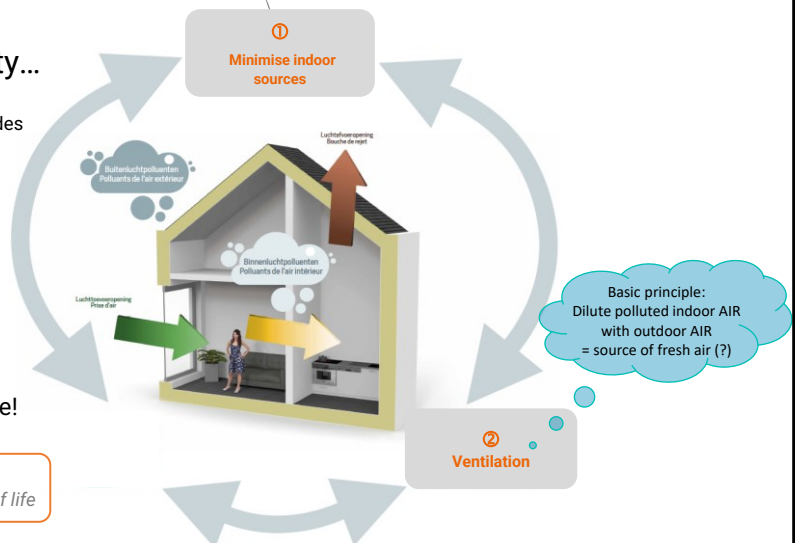 ①
Minimise indoor
sources
ty...
des
Luchtafvoeropening
Bouche de rejet
Buitenluchtpolluenten
Polluants de l'air extérieur
Binnenluchtpolluenten
Polluants de l'air intérieur
Luchttoevoeropening
Prise d'air
Basic principle:
Dilute polluted indoor AIR
with outdoor AIR
= source of fresh air (?)
e!
②
Ventilation
f life